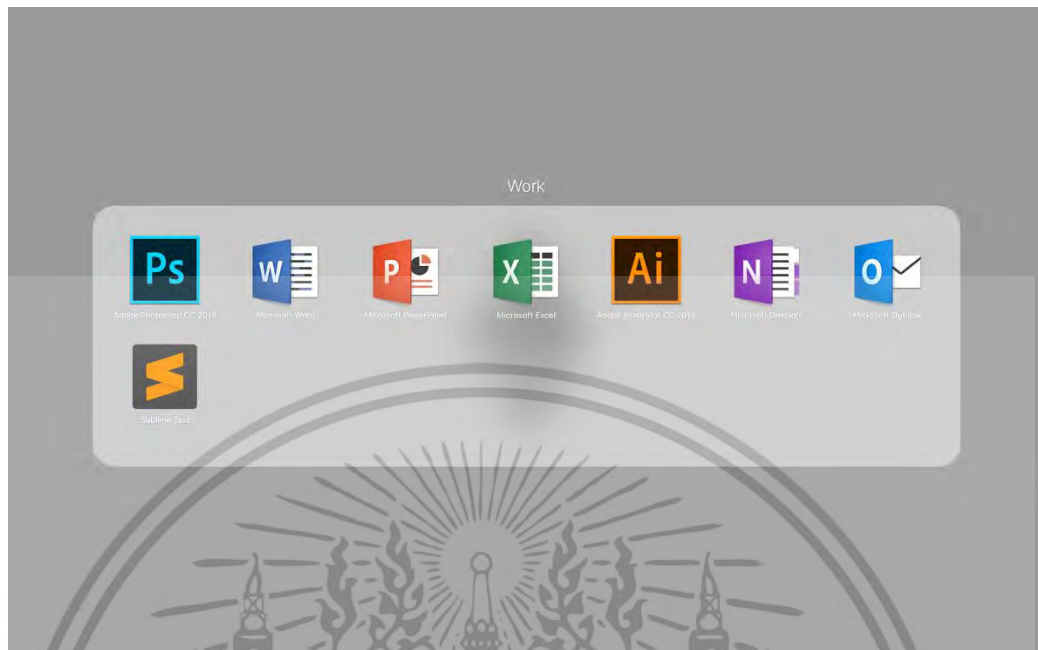 Work
Ps
W
P
X
Ai
N
O
Adobe Photoshop CC 2015
Microsoft Word
Microsoft PowerPoint
Microsoft Excel
Adobe Illustrator CC 2015
Microsoft OneNote
Microsoft Outlook
Sublime Text